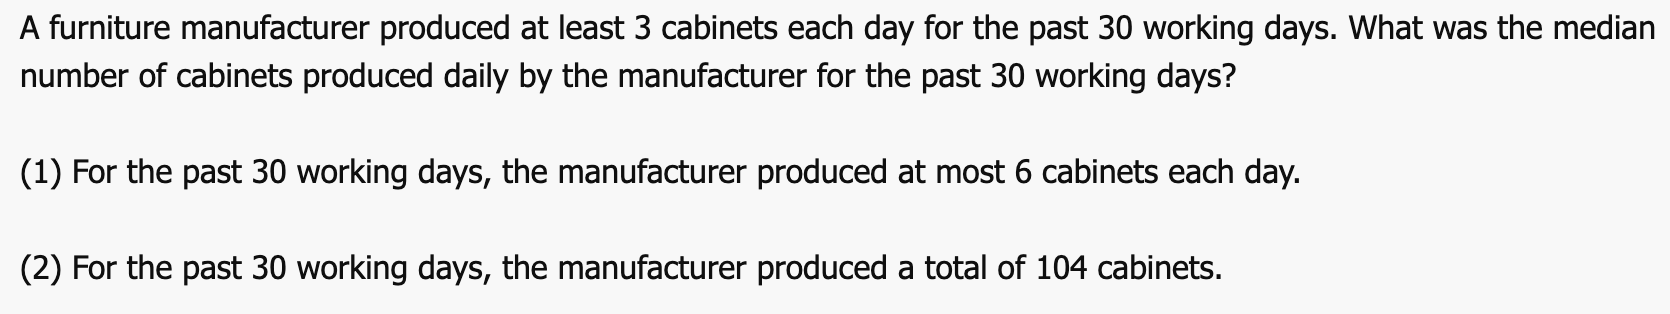 A furniture manufacturer produced at least 3 cabinets each day for the past 30 working days. What was the median
number of cabinets produced daily by the manufacturer for the past 30 working days?
(1) For the past 30 working days, the manufacturer produced at most 6 cabinets each day.
(2) For the past 30 working days, the manufacturer produced a total of 104 cabinets.